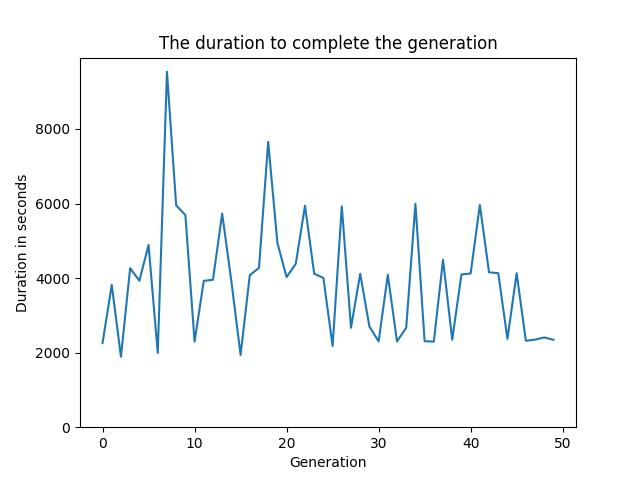 The duration to complete the generation
8000
6000
4000
2000
0
Duration in seconds
0 10 20 30 40 50
Generation